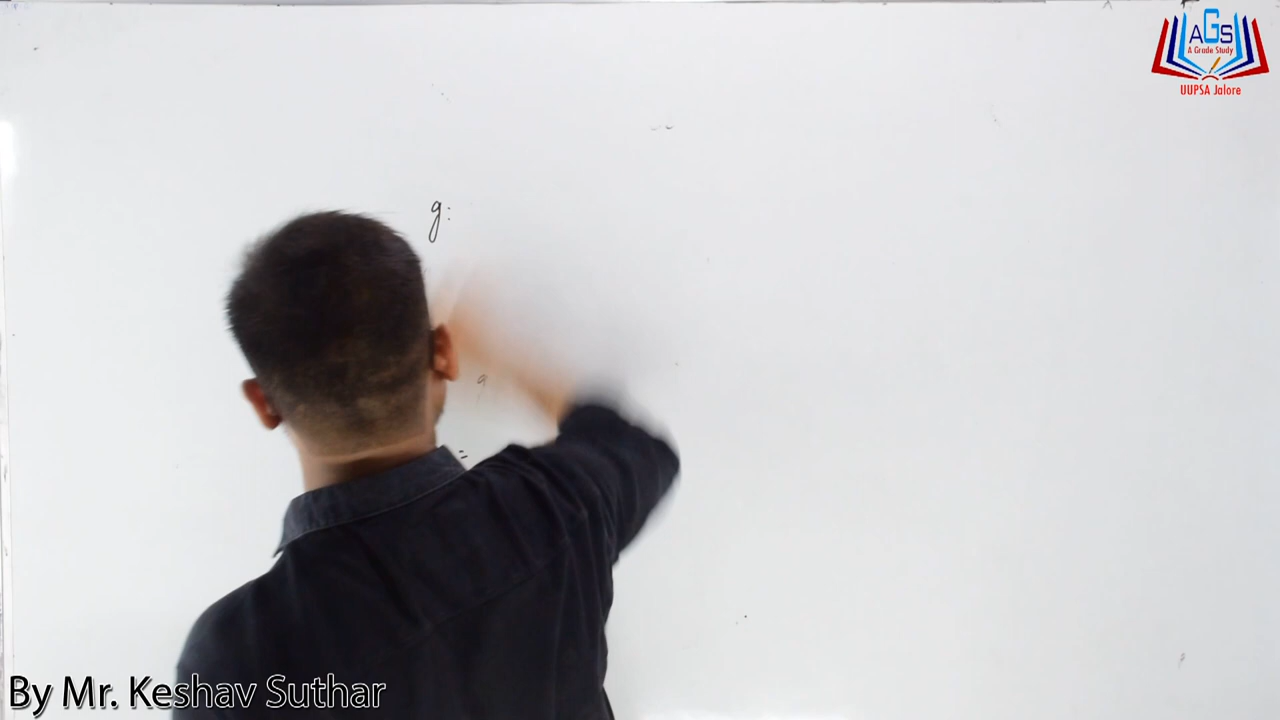 AGS
A Grade Study
UUPSA Jalore
g:
=
By Mr. Keshav Suthar